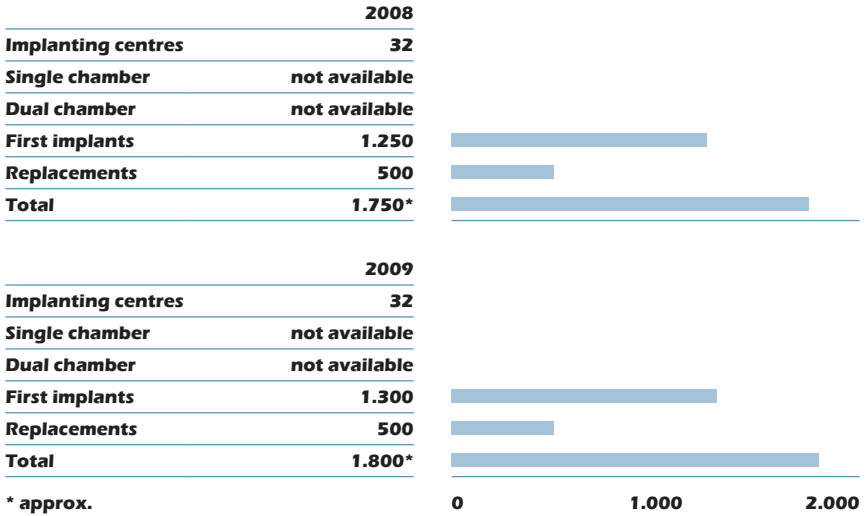 2008
Implanting centres 32
Single chamber not available
Dual chamber not available
First implants 1.250
Replacements 500
Total 1.750*
2009
Implanting centres 32
Single chamber not available
Dual chamber not available
First implants 1.300
Replacements 500
Total 1.800*
* approx. 0 1.000 2.000